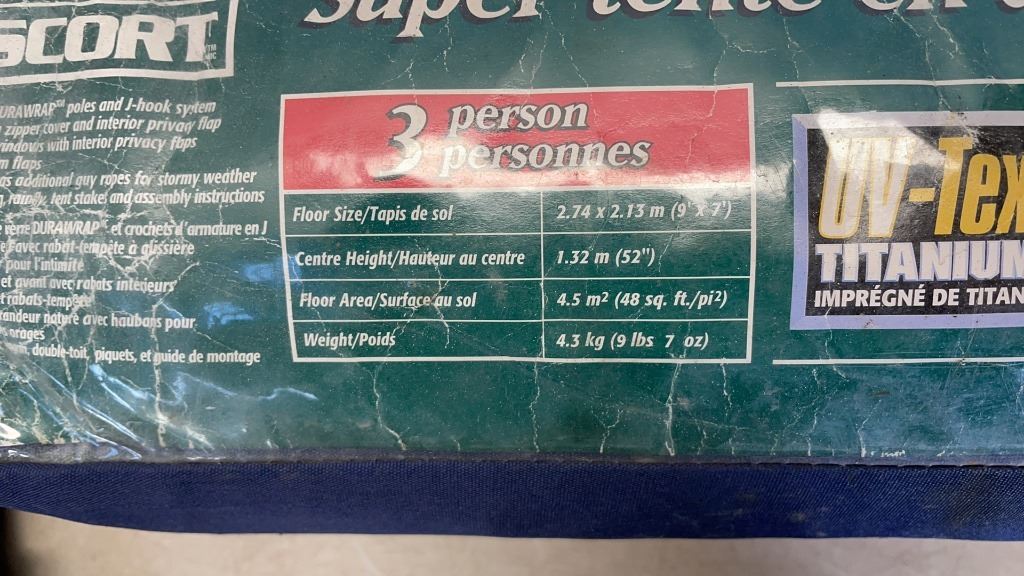 Super tente en
SCORT
TM
poles and J-hook system
zipper cover and interior privacy flap
windows with interior privacy flaps
flaps
as additional guy ropes for stormy weather
tent stakes and assembly instructions
verre DURAWRAP et crochets d'armature en J
avec rabat-tempête à glissière
pour l'intimité
et avant avec rabats intérieurs
et rabats-tempête
nature avec haubans pour
orages
double-toit, piquets, et guide de montage
3 person
personnes
Floor Size/Tapis de sol 2.74 x 2.13 m (9' x 7')
Centre Height/Hauteur au centre 1.32 m (52")
Floor Area/Surface au sol 4.5 m² (48 sq. ft./pi²)
Weight/Poids 4.3 kg (9 lbs 7 oz)
UV-Tex
TITANIUM
IMPRÉGNÉ DE TITAN